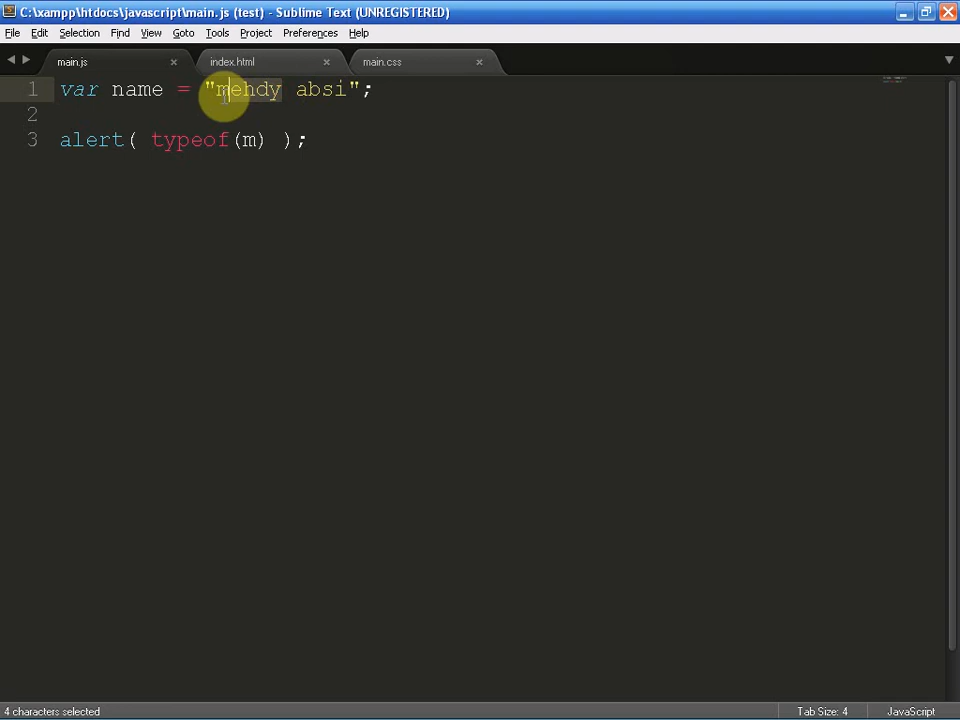 C:\xampp\htdocs\javascript\main.js (test) - Sublime Text (UNREGISTERED)
File Edit Selection Find View Goto Tools Project Preferences Help
main.js × index.html × main.css ×
1 var name = "mehdy absi";
2
3 alert( typeof(m) );
4 characters selected Tab Size: 4 JavaScript